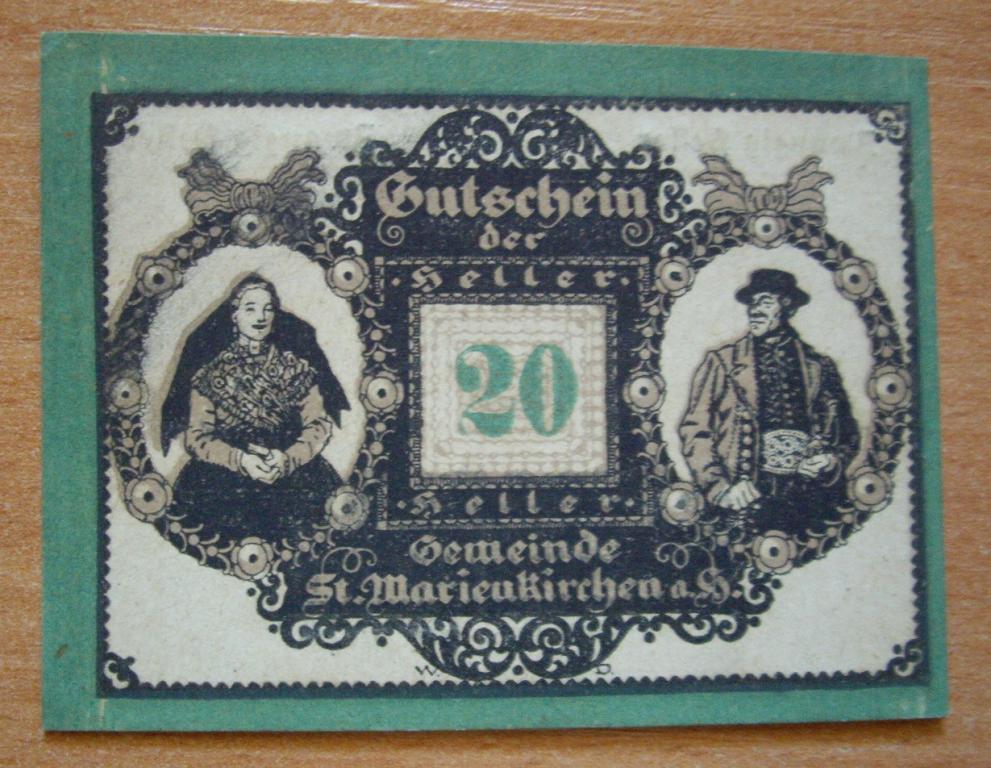 Gutschein
der
Heller
20
Heller
Gemeinde
St. Marienkirchen a. H.
W. D.